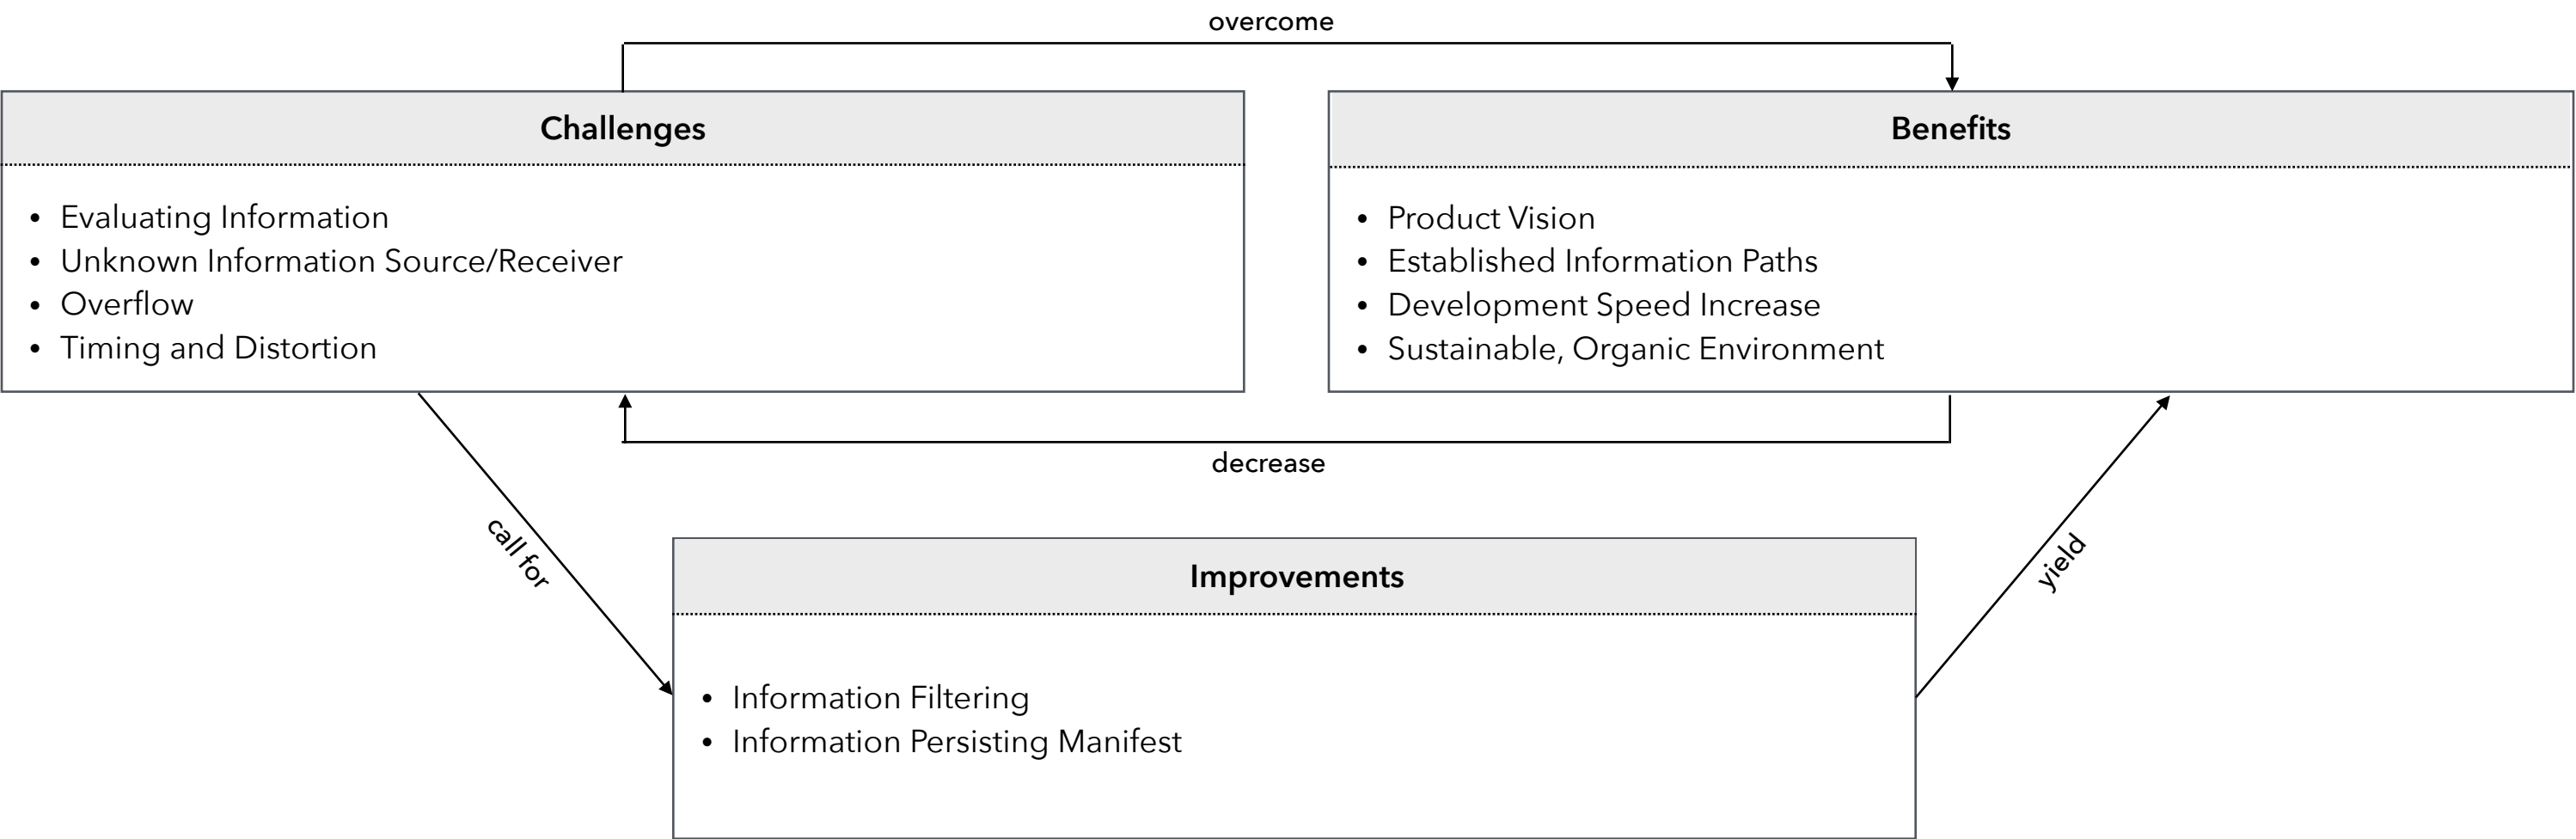 overcome
Challenges
• Evaluating Information
• Unknown Information Source/Receiver
• Overflow
• Timing and Distortion
Benefits
• Product Vision
• Established Information Paths
• Development Speed Increase
• Sustainable, Organic Environment
decrease
call for
yield
Improvements
• Information Filtering
• Information Persisting Manifest